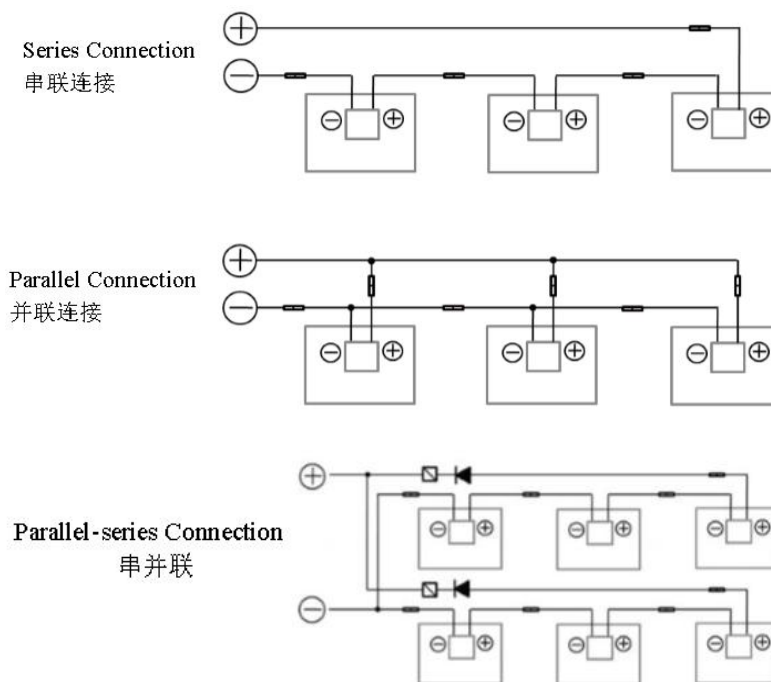 Series Connection
串联连接
Parallel Connection
并联连接
Parallel-series Connection
串并联